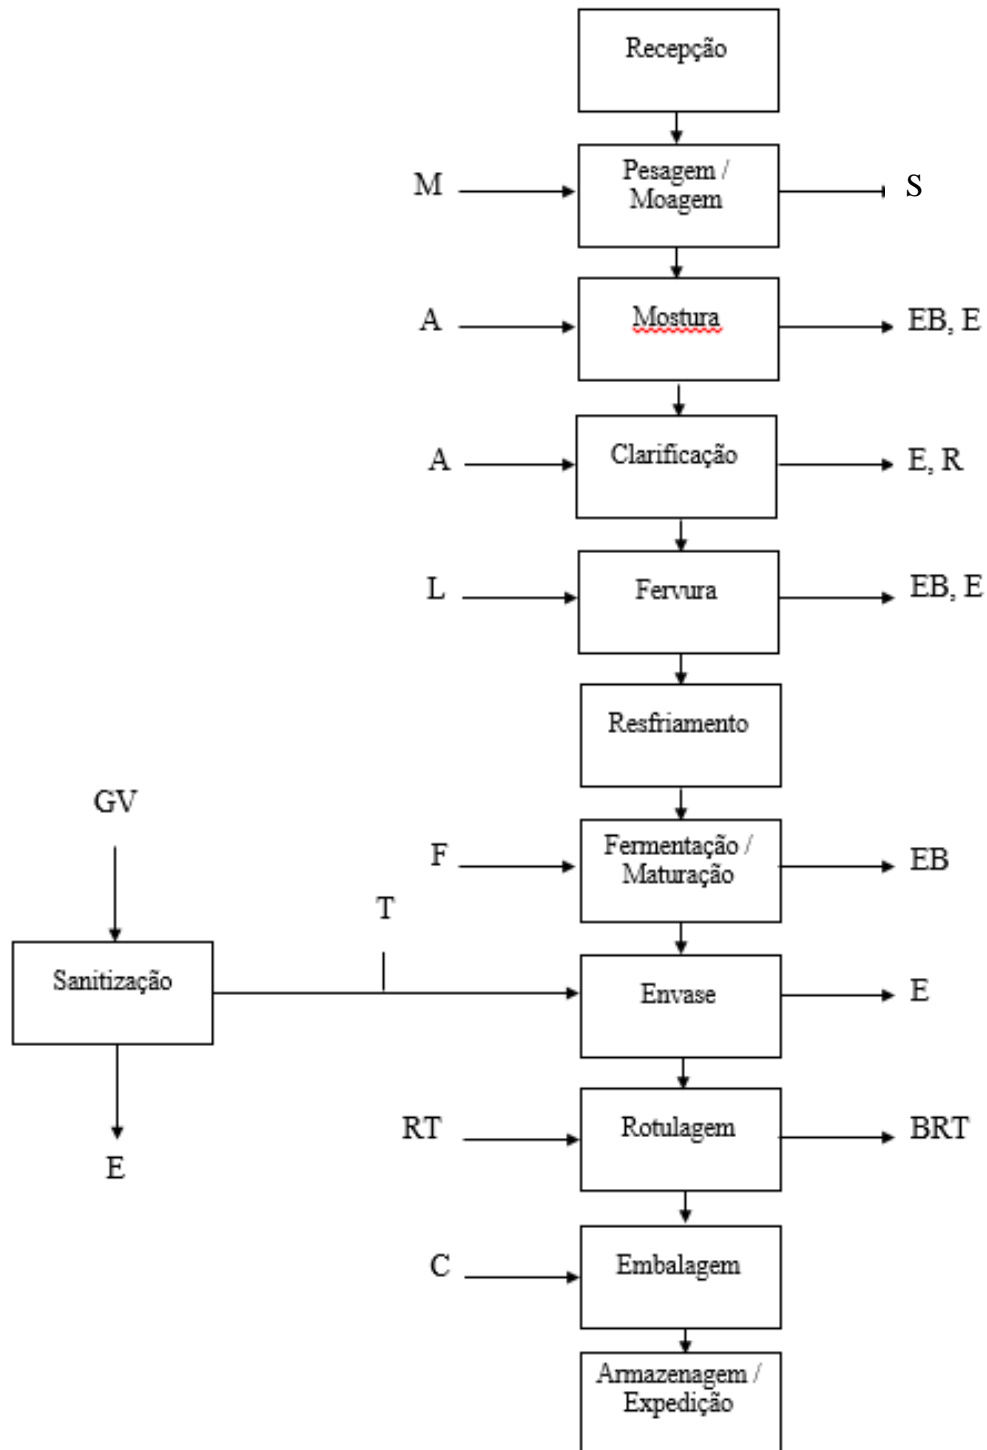 Recepção
M
Pesagem /
Moagem
S
A
Mostura
EB, E
A
Clarificação
E, R
L
Fervura
EB, E
Resfriamento
GV
F
Fermentação /
Maturação
EB
T
Sanitização
Envase
E
E
RT
Rotulagem
BRT
C
Embalagem
Armazenagem /
Expedição